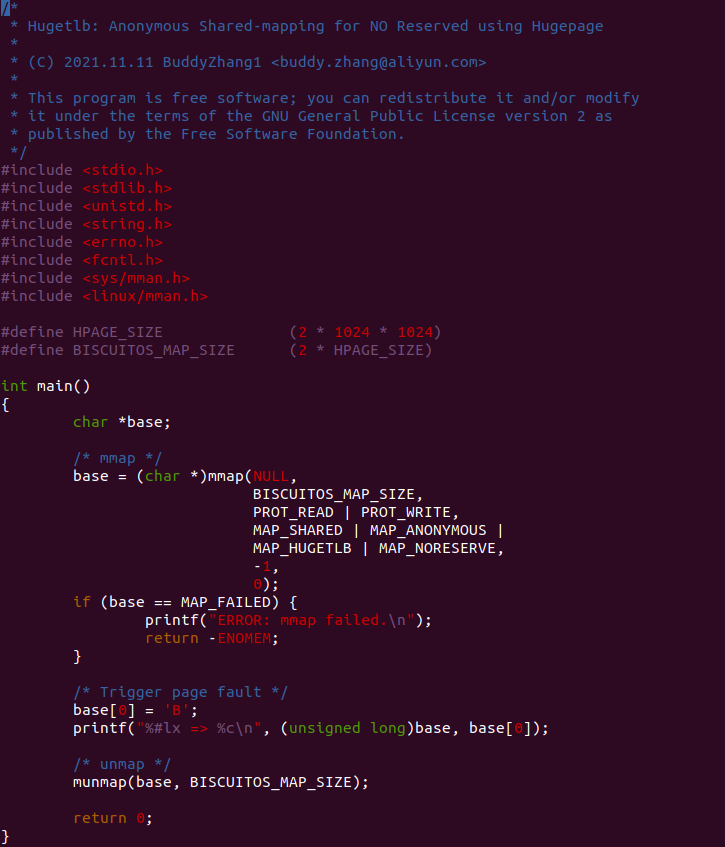 /*
 * Hugetlb: Anonymous Shared-mapping for NO Reserved using Hugepage
 *
 * (C) 2021.11.11 BuddyZhang1 <buddy.zhang@aliyun.com>
 *
 * This program is free software; you can redistribute it and/or modify
 * it under the terms of the GNU General Public License version 2 as
 * published by the Free Software Foundation.
 */
#include <stdio.h>
#include <stdlib.h>
#include <unistd.h>
#include <string.h>
#include <errno.h>
#include <fcntl.h>
#include <sys/mman.h>
#include <linux/mman.h>

#define HPAGE_SIZE              (2 * 1024 * 1024)
#define BISCUITOS_MAP_SIZE      (2 * HPAGE_SIZE)

int main()
{
        char *base;

        /* mmap */
        base = (char *)mmap(NULL,
                            BISCUITOS_MAP_SIZE,
                            PROT_READ | PROT_WRITE,
                            MAP_SHARED | MAP_ANONYMOUS |
                            MAP_HUGETLB | MAP_NORESERVE,
                            -1,
                            0);
        if (base == MAP_FAILED) {
                printf("ERROR: mmap failed.\n");
                return -ENOMEM;
        }

        /* Trigger page fault */
        base[0] = 'B';
        printf("%#lx => %c\n", (unsigned long)base, base[0]);

        /* unmap */
        munmap(base, BISCUITOS_MAP_SIZE);

        return 0;
}